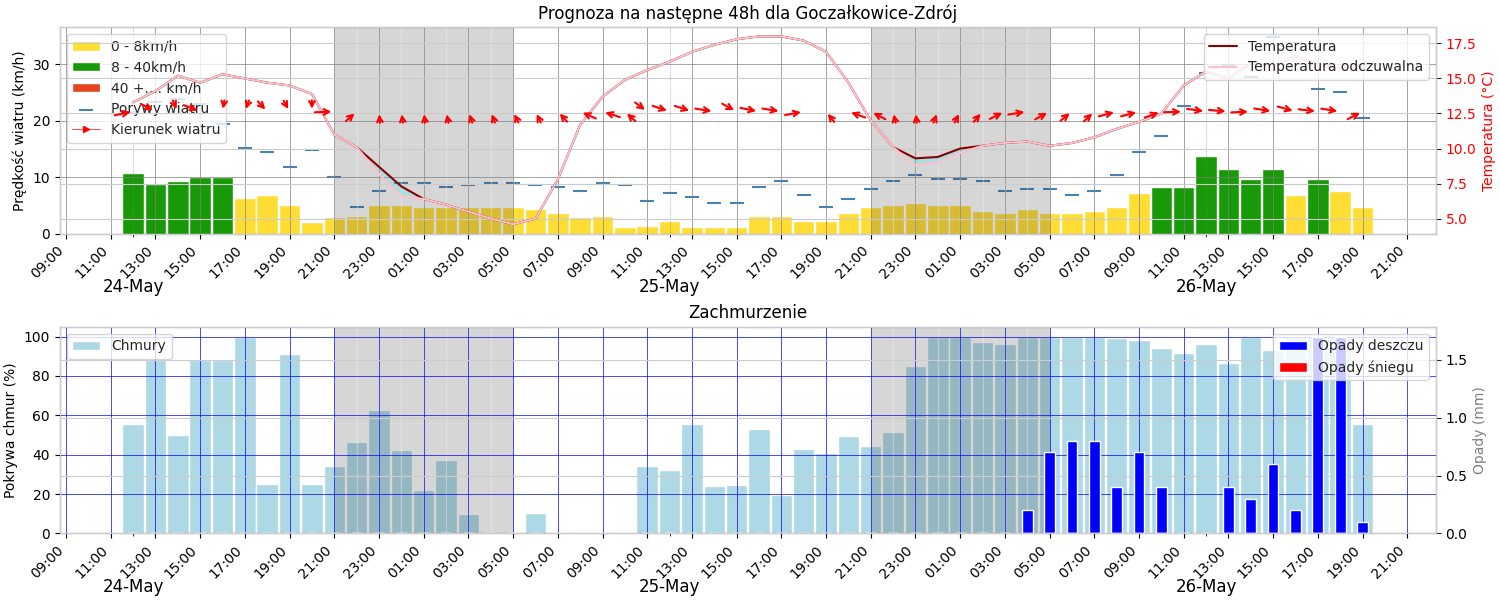 Prognoza na następne 48h dla Goczałkowice-Zdrój
Prędkość wiatru (km/h)
30
20
10
0
0 - 8km/h
8 - 40km/h
40 +.... km/h
Porywy wiatru
Kierunek wiatru
Temperatura
Temperatura odczuwalna
17.5
15.0
12.5
10.0
7.5
5.0
Temperatura (°C)
09:00 11:00 13:00 15:00 17:00 19:00 21:00 23:00 01:00 03:00 05:00 07:00 09:00 11:00 13:00 15:00 17:00 19:00 21:00 23:00 01:00 03:00 05:00 07:00 09:00 11:00 13:00 15:00 17:00 19:00 21:00
24-May 25-May 26-May
Zachmurzenie
Pokrywa chmur (%)
100
80
60
40
20
0
Chmury
Opady deszczu
Opady śniegu
1.5
1.0
0.5
0.0
Opady (mm)
09:00 11:00 13:00 15:00 17:00 19:00 21:00 23:00 01:00 03:00 05:00 07:00 09:00 11:00 13:00 15:00 17:00 19:00 21:00 23:00 01:00 03:00 05:00 07:00 09:00 11:00 13:00 15:00 17:00 19:00 21:00
24-May 25-May 26-May